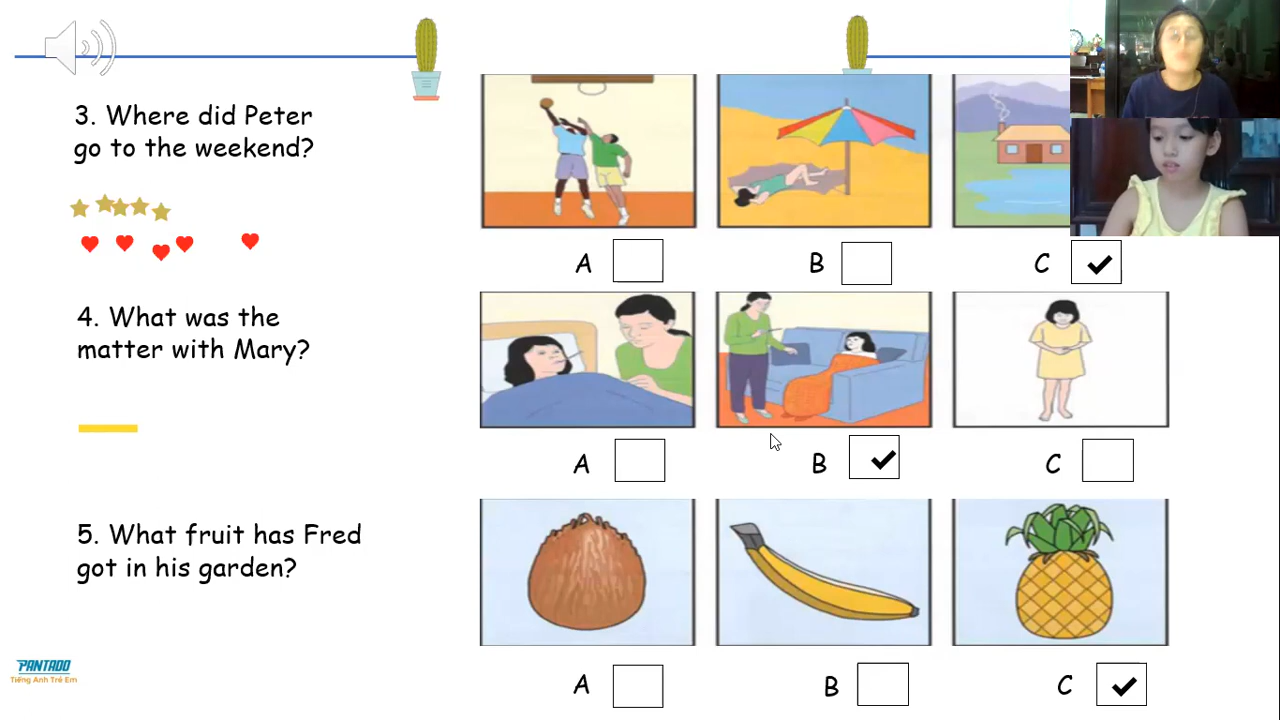 3. Where did Peter
go to the weekend?
A
B
C
4. What was the
matter with Mary?
A
B
C
5. What fruit has Fred
got in his garden?
A
B
C
PANTADO
Tiếng Anh Trẻ Em